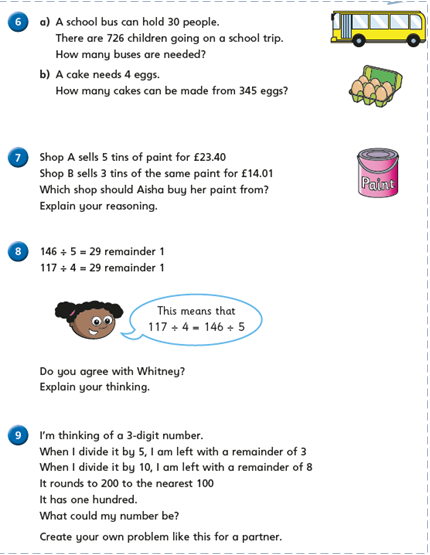 6 a) A school bus can hold 30 people.
There are 726 children going on a school trip.
How many buses are needed?
b) A cake needs 4 eggs.
How many cakes can be made from 345 eggs?
7 Shop A sells 5 tins of paint for £23.40
Shop B sells 3 tins of the same paint for £14.01
Which shop should Aisha buy her paint from?
Explain your reasoning.
Paint
8 146 ÷ 5 = 29 remainder 1
117 ÷ 4 = 29 remainder 1
This means that
117 ÷ 4 = 146 ÷ 5
Do you agree with Whitney?
Explain your thinking.
9 I'm thinking of a 3-digit number.
When I divide it by 5, I am left with a remainder of 3
When I divide it by 10, I am left with a remainder of 8
It rounds to 200 to the nearest 100
It has one hundred.
What could my number be?
Create your own problem like this for a partner.